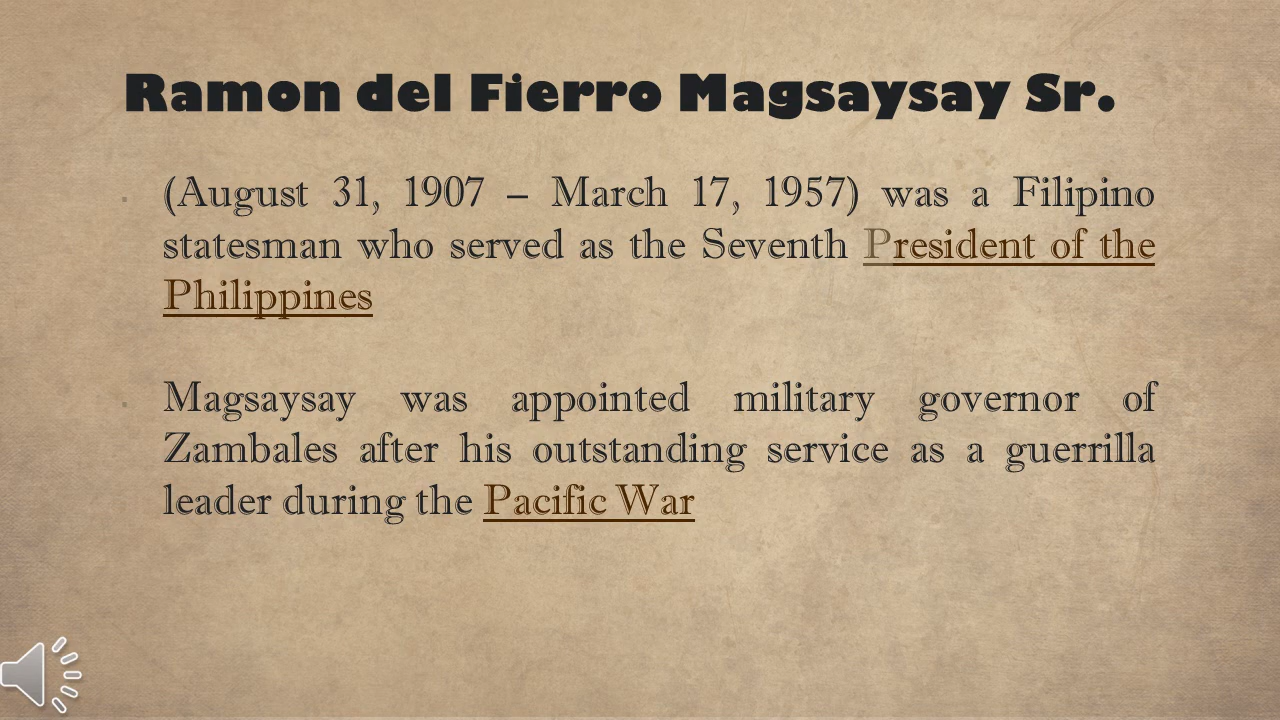 Ramon del Fierro Magsaysay Sr.
(August 31, 1907 – March 17, 1957) was a Filipino
statesman who served as the Seventh President of the
Philippines
Magsaysay was appointed military governor of
Zambales after his outstanding service as a guerrilla
leader during the Pacific War